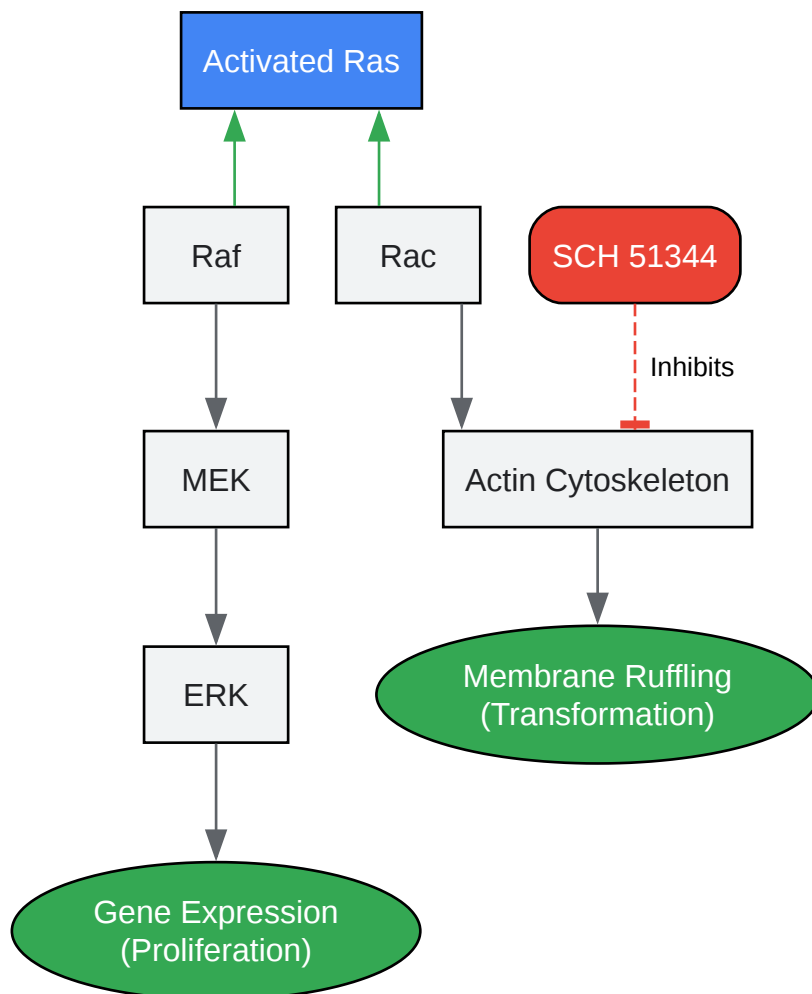 Activated Ras
Raf
Rac
SCH 51344
Inhibits
MEK
Actin Cytoskeleton
ERK
Membrane Ruffling
(Transformation)
Gene Expression
(Proliferation)